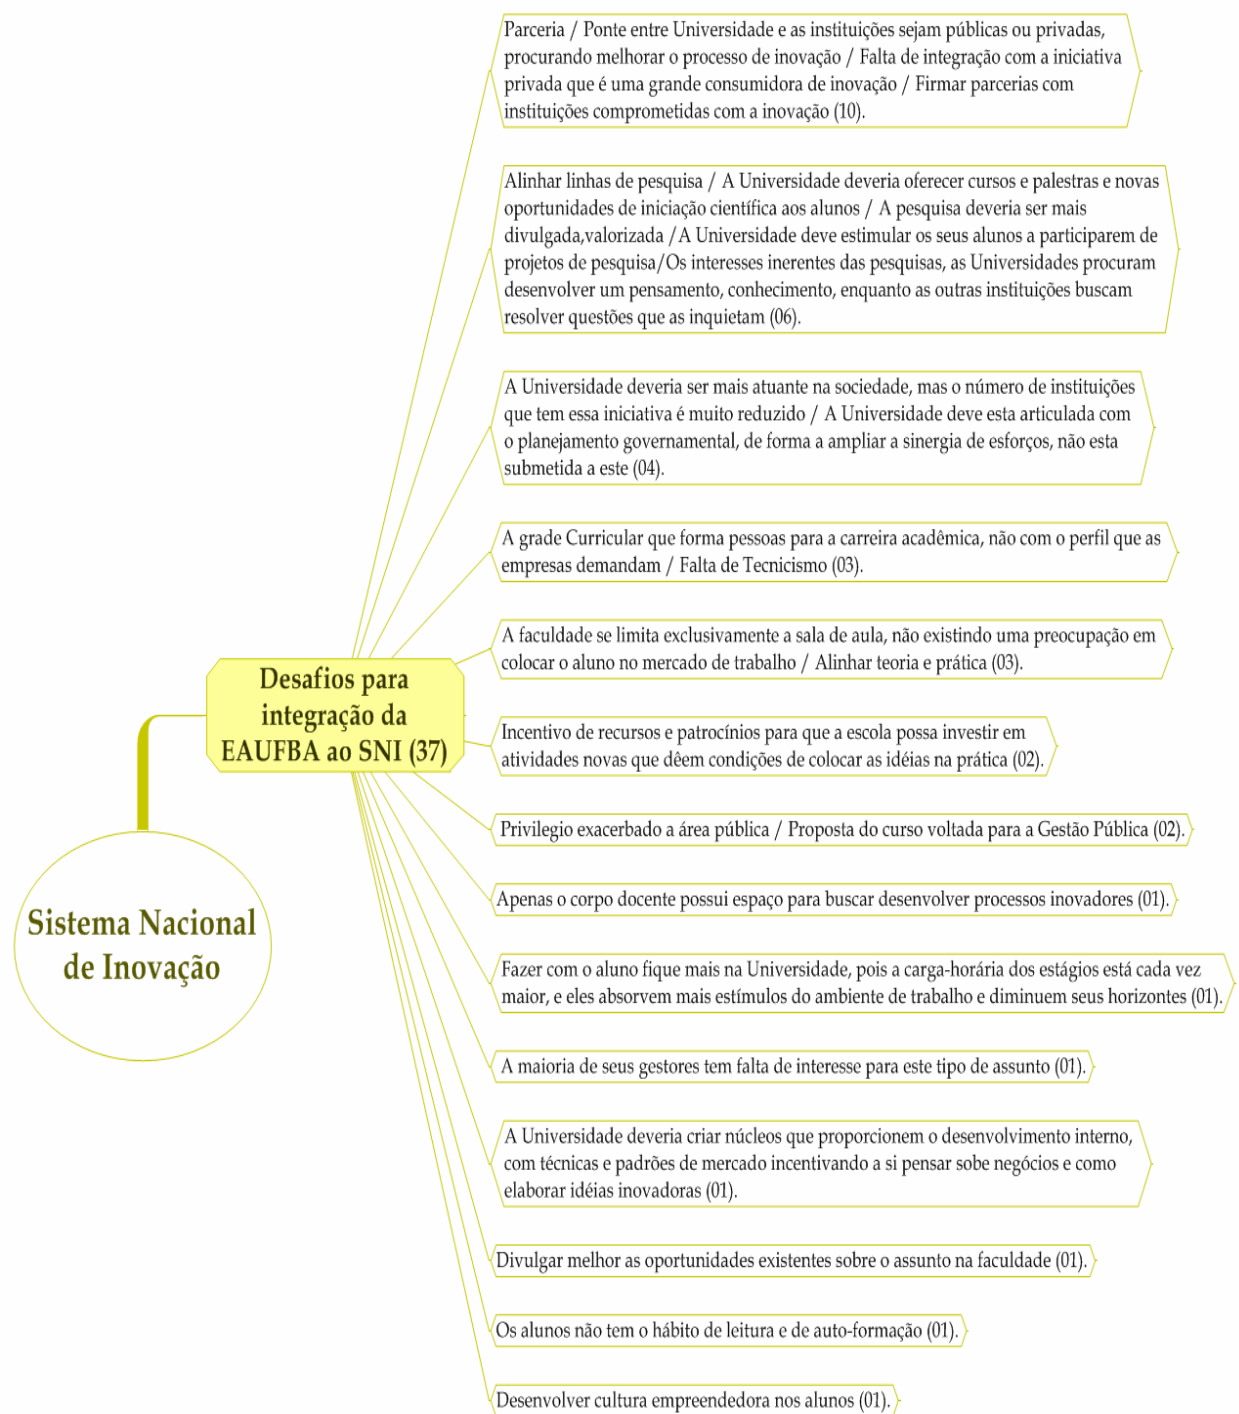 Parceria / Ponte entre Universidade e as instituições sejam públicas ou privadas,
procurando melhorar o processo de inovação / Falta de integração com a iniciativa
privada que é uma grande consumidora de inovação / Firmar parcerias com
instituições comprometidas com a inovação (10).
Alinhar linhas de pesquisa / A Universidade deveria oferecer cursos e palestras e novas
oportunidades de iniciação científica aos alunos / A pesquisa deveria ser mais
divulgada,valorizada /A Universidade deve estimular os seus alunos a participarem de
projetos de pesquisa/Os interesses inerentes das pesquisas, as Universidades procuram
desenvolver um pensamento, conhecimento, enquanto as outras instituições buscam
resolver questões que as inquietam (06).
A Universidade deveria ser mais atuante na sociedade, mas o número de instituições
que tem essa iniciativa é muito reduzido / A Universidade deve esta articulada com
o planejamento governamental, de forma a ampliar a sinergia de esforços, não esta
submetida a este (04).
A grade Curricular que forma pessoas para a carreira acadêmica, não com o perfil que as
empresas demandam / Falta de Tecnicismo (03).
A faculdade se limita exclusivamente a sala de aula, não existindo uma preocupação em
colocar o aluno no mercado de trabalho / Alinhar teoria e prática (03).
Desafios para
integração da
EAUFBA ao SNI (37)
Incentivo de recursos e patrocínios para que a escola possa investir em
atividades novas que dêem condições de colocar as idéias na prática (02).
Privilegio exacerbado a área pública / Proposta do curso voltada para a Gestão Pública (02).
Apenas o corpo docente possui espaço para buscar desenvolver processos inovadores (01).
Sistema Nacional
de Inovação
Fazer com o aluno fique mais na Universidade, pois a carga-horária dos estágios está cada vez
maior, e eles absorvem mais estímulos do ambiente de trabalho e diminuem seus horizontes (01).
A maioria de seus gestores tem falta de interesse para este tipo de assunto (01).
A Universidade deveria criar núcleos que proporcionem o desenvolvimento interno,
com técnicas e padrões de mercado incentivando a si pensar sobe negócios e como
elaborar idéias inovadoras (01).
Divulgar melhor as oportunidades existentes sobre o assunto na faculdade (01).
Os alunos não tem o hábito de leitura e de auto-formação (01).
Desenvolver cultura empreendedora nos alunos (01).